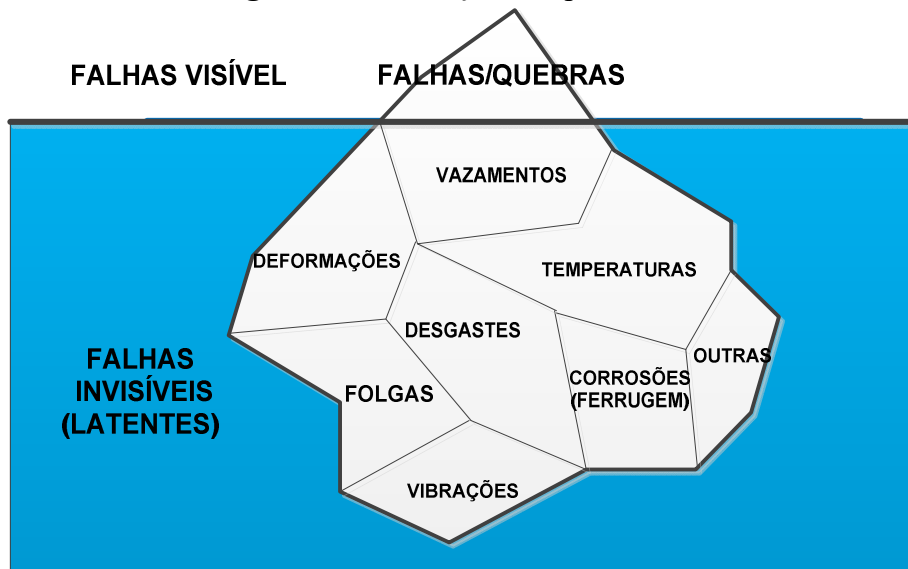 FALHAS VISÍVEL
FALHAS/QUEBRAS
VAZAMENTOS
DEFORMAÇÕES
TEMPERATURAS
DESGASTES
FALHAS
INVISÍVEIS
(LATENTES)
FOLGAS
CORROSÕES
(FERRUGEM)
OUTRAS
VIBRAÇÕES